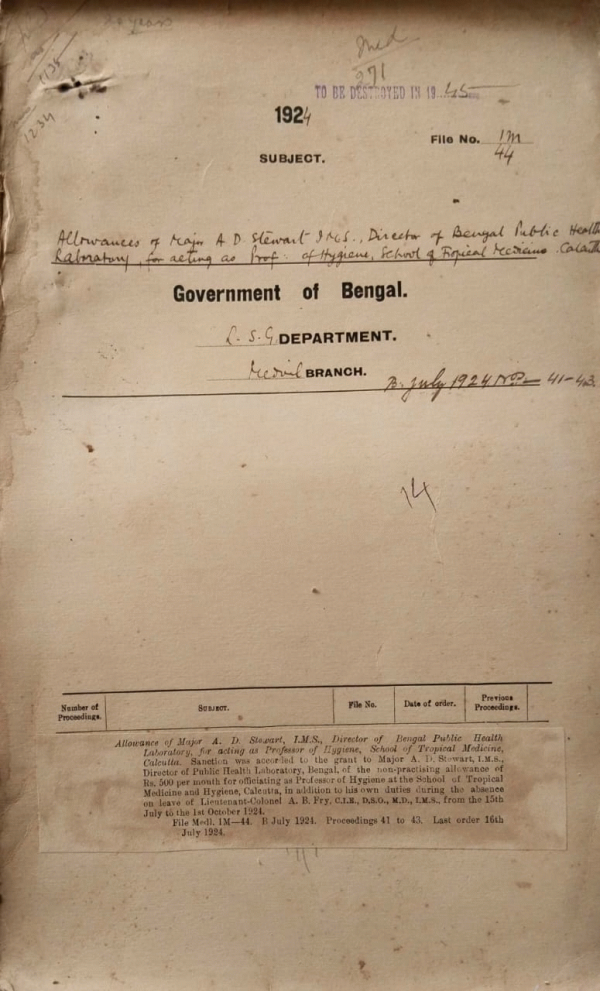 20 years
Med
271
1234
1234
TO BE DESTROYED IN 19 45
1924
File No. 1M
44
SUBJECT.
Allowances of Major A D Stewart I.M.S., Director of Bengal Public Health
Laboratory, for acting as Prof: of Hygiene, School of Tropical Medicine
Government of Bengal.
L. S. G. DEPARTMENT.
Medical BRANCH.
B. July 1924 Nos 41-43.
14
Number of Proceedings.
SUBJECT.
File No.
Date of order.
Previous Proceedings.
Allowance of Major A. D. Stewart, I.M.S., Director of Bengal Public Health
Laboratory, for acting as Professor of Hygiene, School of Tropical Medicine,
Calcutta. Sanction was accorded to the grant to Major A. D. Stewart, I.M.S.,
Director of Public Health Laboratory, Bengal, of the non-practising allowance of
Rs. 500 per month for officiating as Professor of Hygiene at the School of Tropical
Medicine and Hygiene, Calcutta, in addition to his own duties during the absence
on leave of Lieutenant-Colonel A. B. Fry, C.I.E., D.S.O., M.D., I.M.S., from the 15th
July to the 1st October 1924.
File Medl. 1M—44. B July 1924. Proceedings 41 to 43. Last order 16th
July 1924.